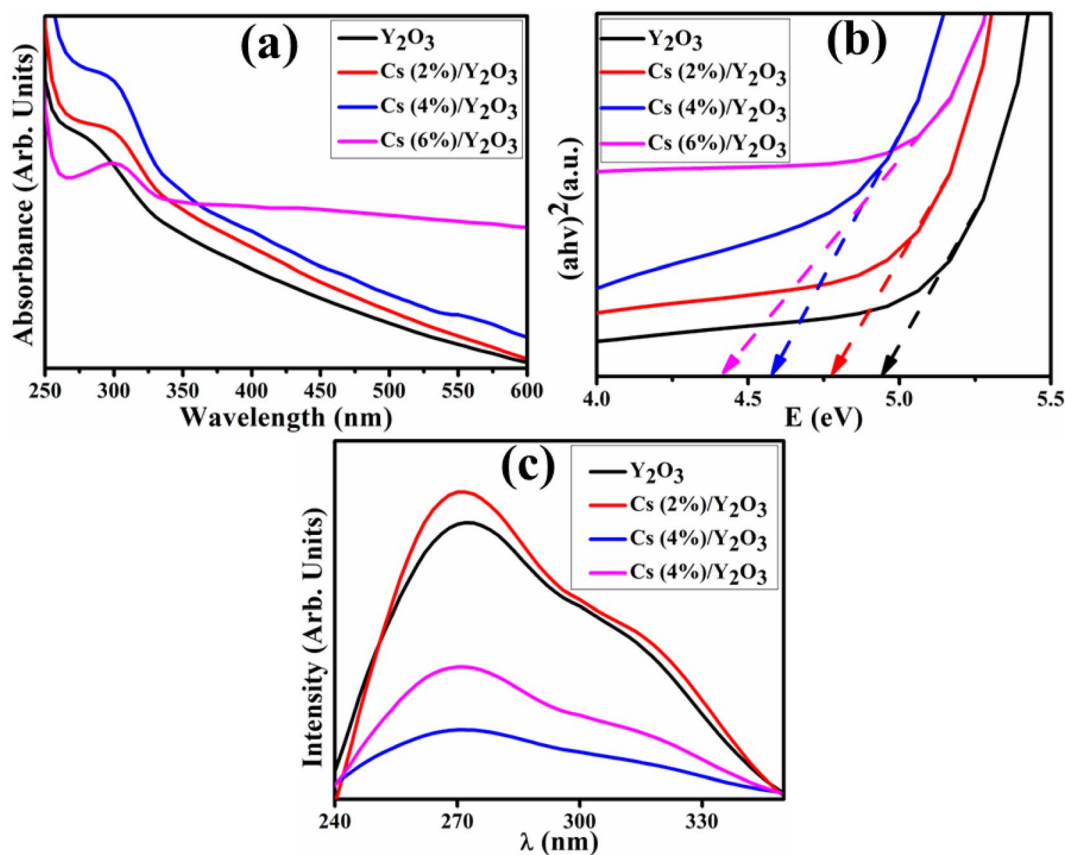 (a)
Y₂O₃
Cs (2%)/Y₂O₃
Cs (4%)/Y₂O₃
Cs (6%)/Y₂O₃
Absorbance (Arb. Units)
250 300 350 400 450 500 550 600
Wavelength (nm)
(b)
Y₂O₃
Cs (2%)/Y₂O₃
Cs (4%)/Y₂O₃
Cs (6%)/Y₂O₃
(ahv)²(a.u.)
4.0 4.5 5.0 5.5
E (eV)
(c)
Y₂O₃
Cs (2%)/Y₂O₃
Cs (4%)/Y₂O₃
Cs (4%)/Y₂O₃
Intensity (Arb. Units)
240 270 300 330
λ (nm)